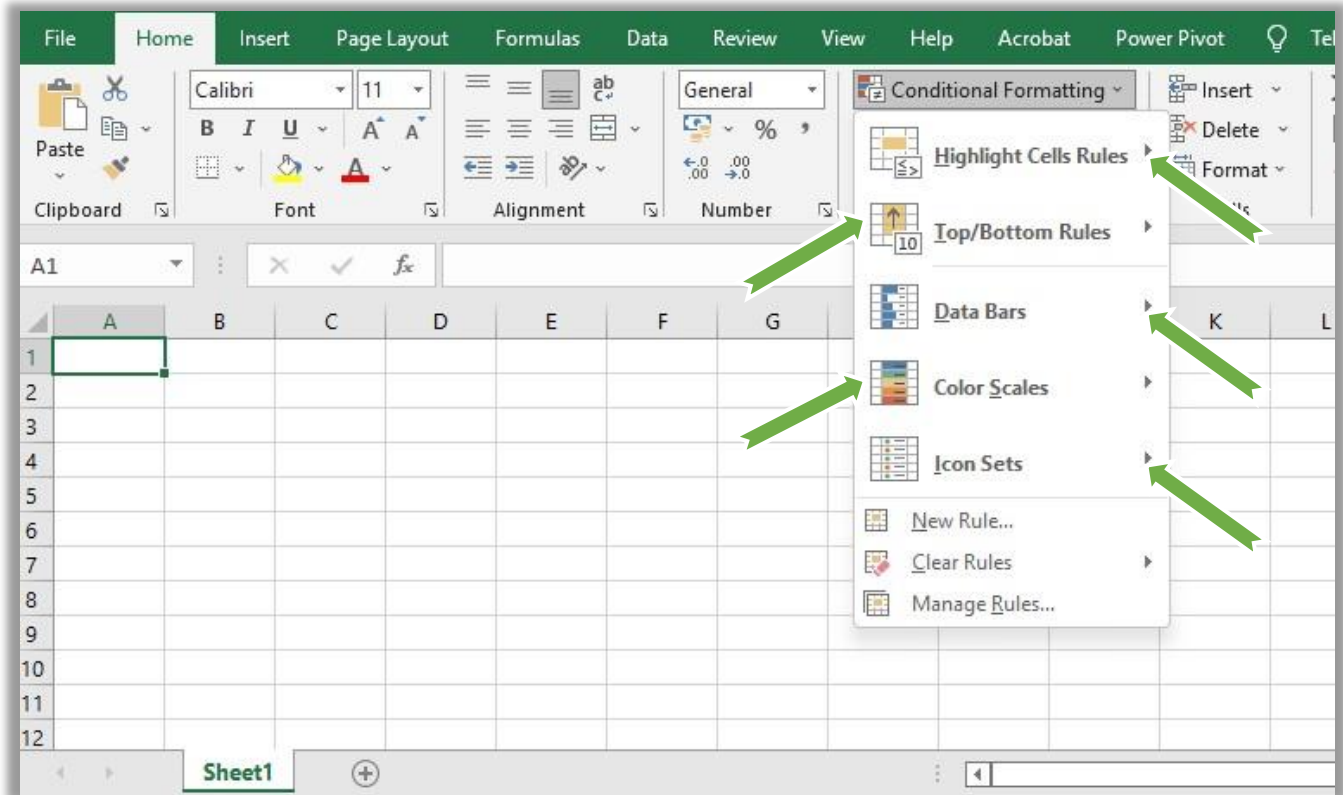 File Home Insert Page Layout Formulas Data Review View Help Acrobat Power Pivot Tel
Calibri 11 ab General Conditional Formatting Insert
B I U A A % , Delete
Paste A Format
Clipboard Font Alignment Number
Highlight Cells Rules
10 Top/Bottom Rules
Data Bars
Color Scales
Icon Sets
New Rule...
Clear Rules
Manage Rules...
A1 fx
A B C D E F G K L
1
2
3
4
5
6
7
8
9
10
11
12
Sheet1